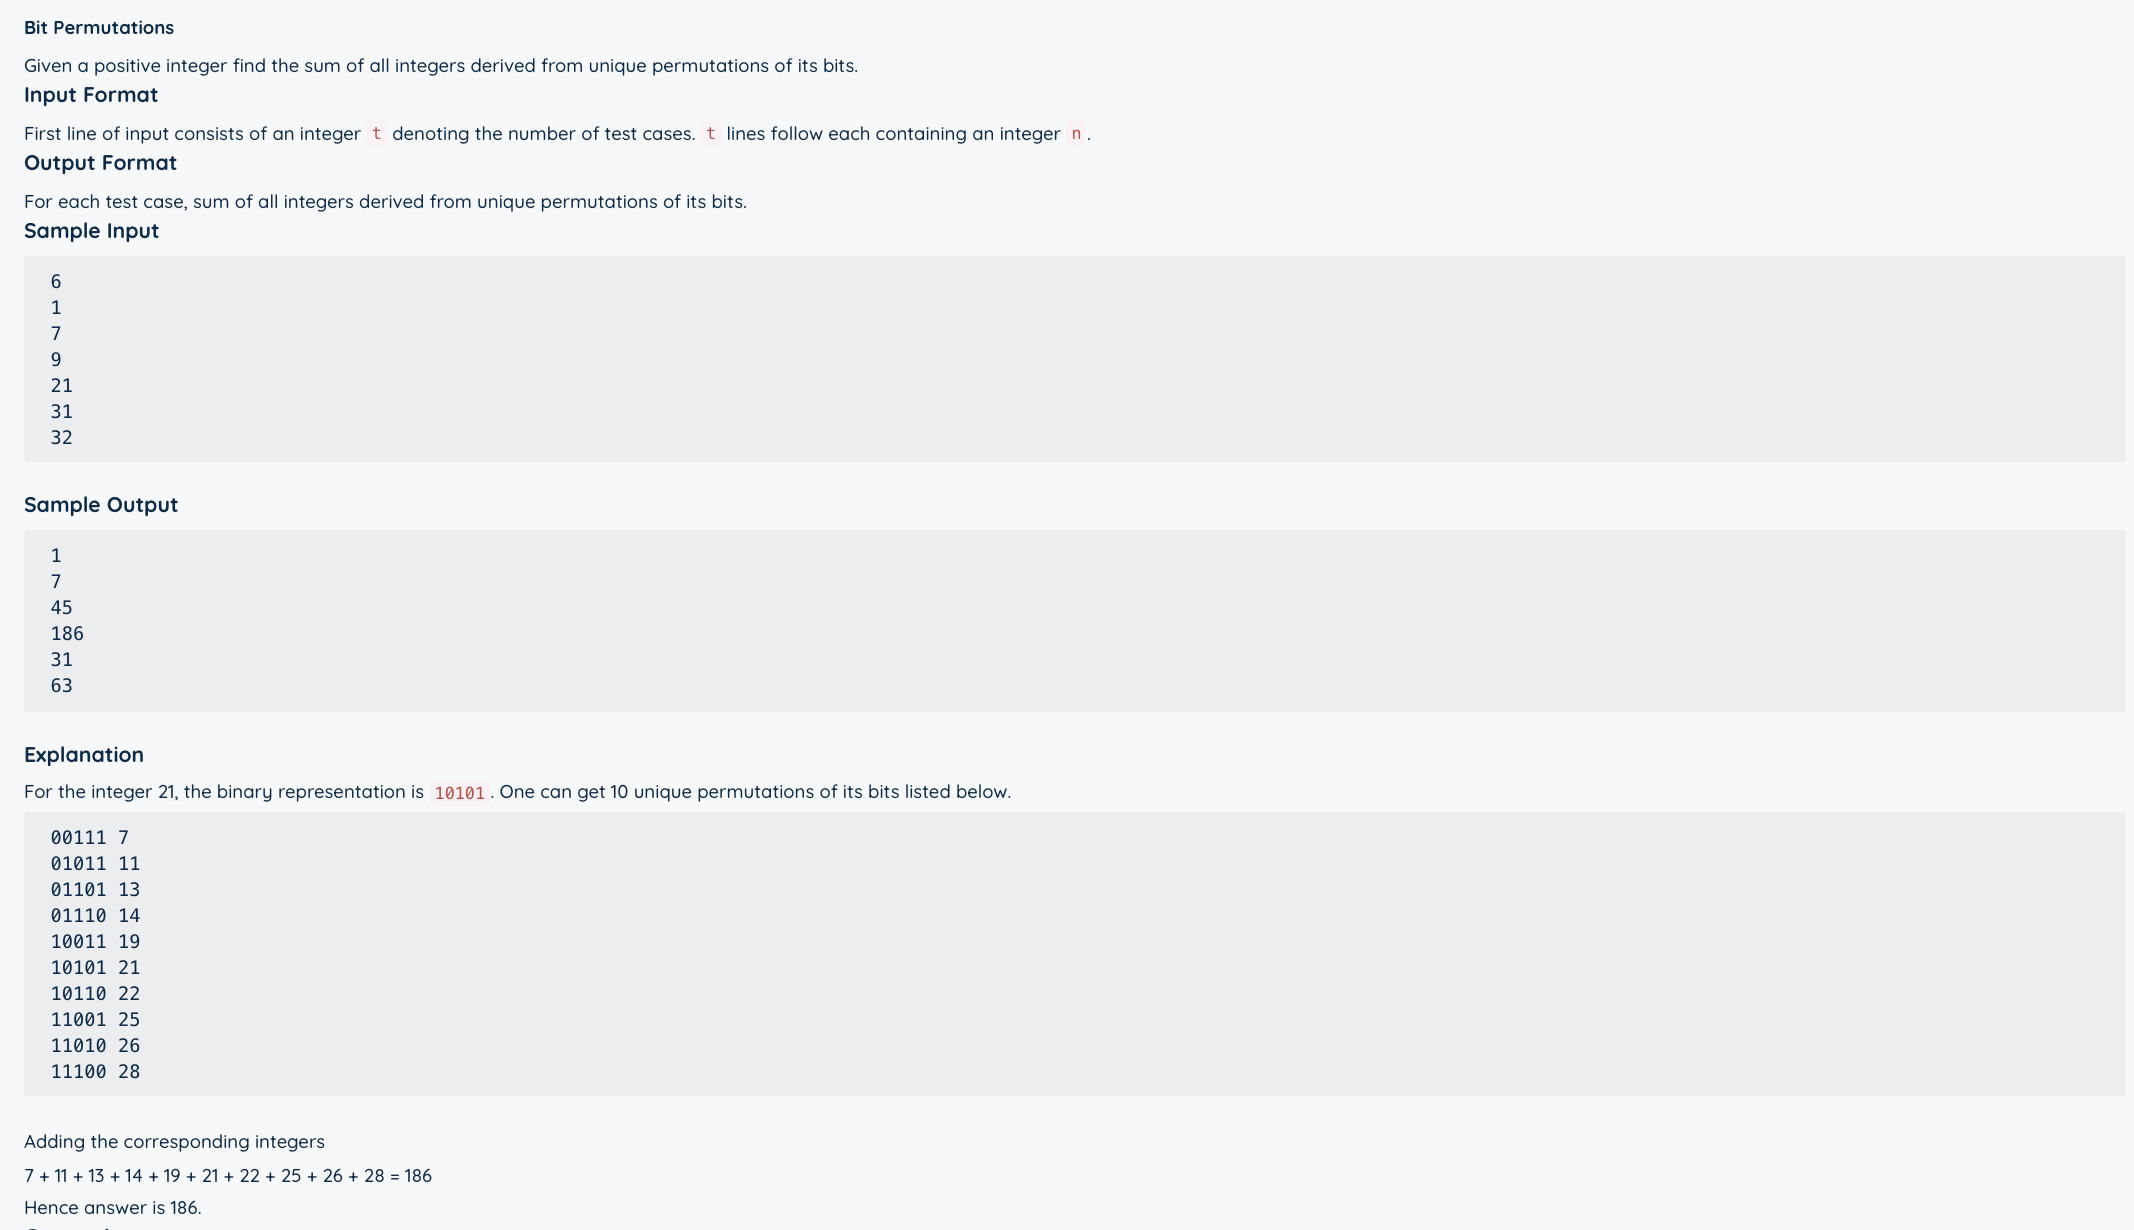 Bit Permutations
Given a positive integer find the sum of all integers derived from unique permutations of its bits.
Input Format
First line of input consists of an integer t denoting the number of test cases. t lines follow each containing an integer n.
Output Format
For each test case, sum of all integers derived from unique permutations of its bits.
Sample Input
6
1
7
9
21
31
32
Sample Output
1
7
45
186
31
63
Explanation
For the integer 21, the binary representation is 10101. One can get 10 unique permutations of its bits listed below.
00111 7
01011 11
01101 13
01110 14
10011 19
10101 21
10110 22
11001 25
11010 26
11100 28
Adding the corresponding integers
7 + 11 + 13 + 14 + 19 + 21 + 22 + 25 + 26 + 28 = 186
Hence answer is 186.